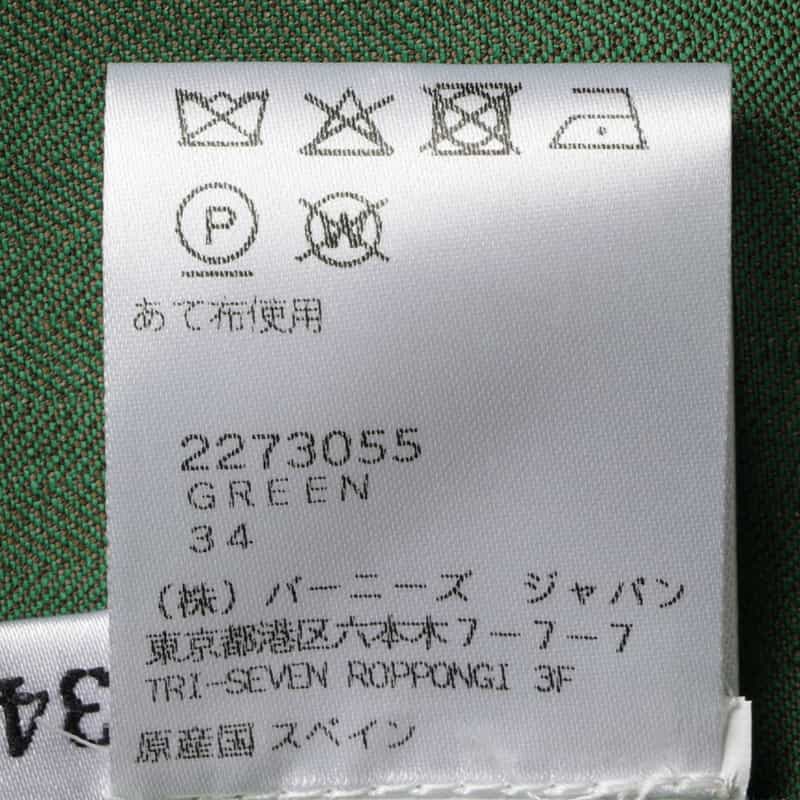 P W
あて布使用
2273055
GREEN
34
(株) バーニーズ ジャパン
東京都港区六本木7-7-7
TRI-SEVEN ROPPONGI 3F
原産国 スペイン
34